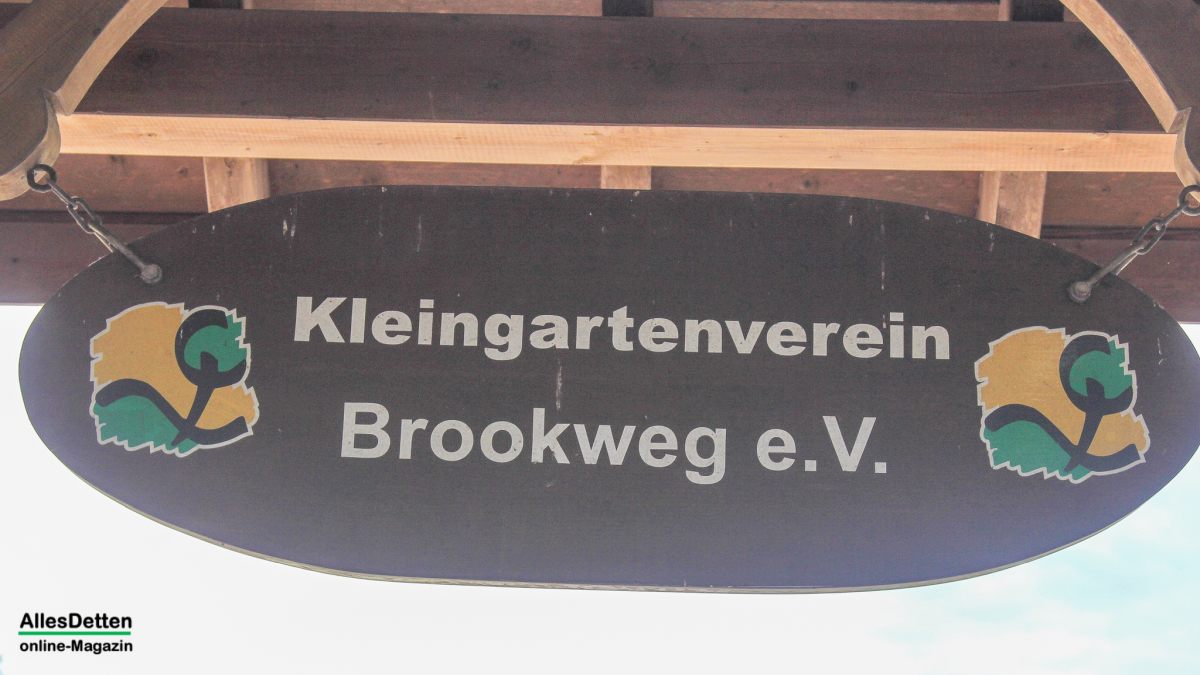 Kleingartenverein
Brookweg e.V.
AllesDetten
online-Magazin